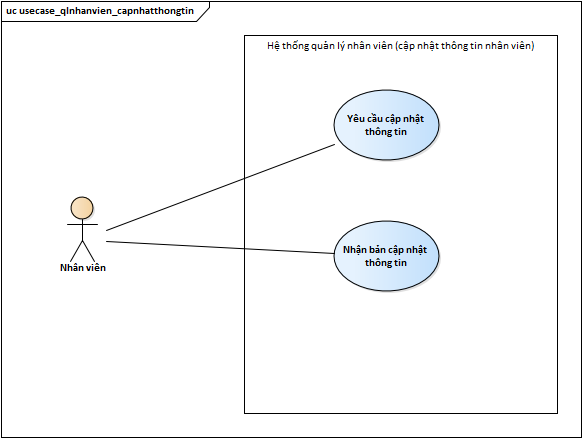 uc usecase_qlnhanvien_capnhatthongtin
Hệ thống quản lý nhân viên (cập nhật thông tin nhân viên)
Yêu cầu cập nhật
thông tin
Nhận bản cập nhật
thông tin
Nhân viên